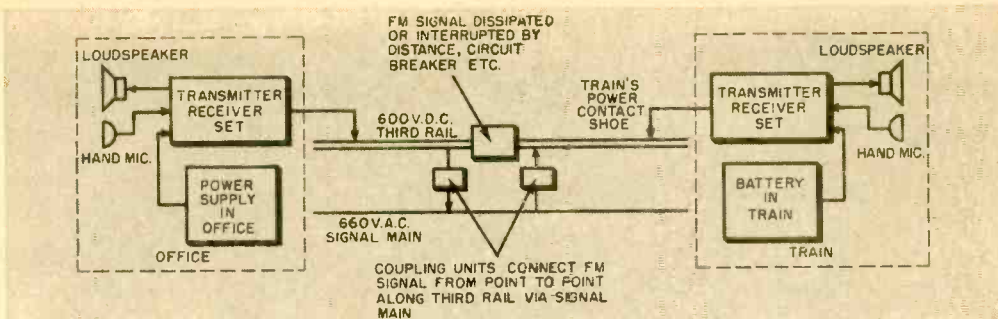 FM SIGNAL DISSIPATED
OR INTERRUPTED BY
DISTANCE, CIRCUIT
BREAKER ETC.
LOUDSPEAKER
TRANSMITTER
RECEIVER
SET
HAND MIC.
POWER
SUPPLY IN
OFFICE
OFFICE
600 V.D.C.
THIRD RAIL
TRAIN'S
POWER
CONTACT
SHOE
660 V.A.C.
SIGNAL MAIN
COUPLING UNITS CONNECT FM
SIGNAL FROM POINT TO POINT
ALONG THIRD RAIL VIA SIGNAL
MAIN
LOUDSPEAKER
TRANSMITTER
RECEIVER
SET
HAND MIC.
BATTERY
IN
TRAIN
TRAIN